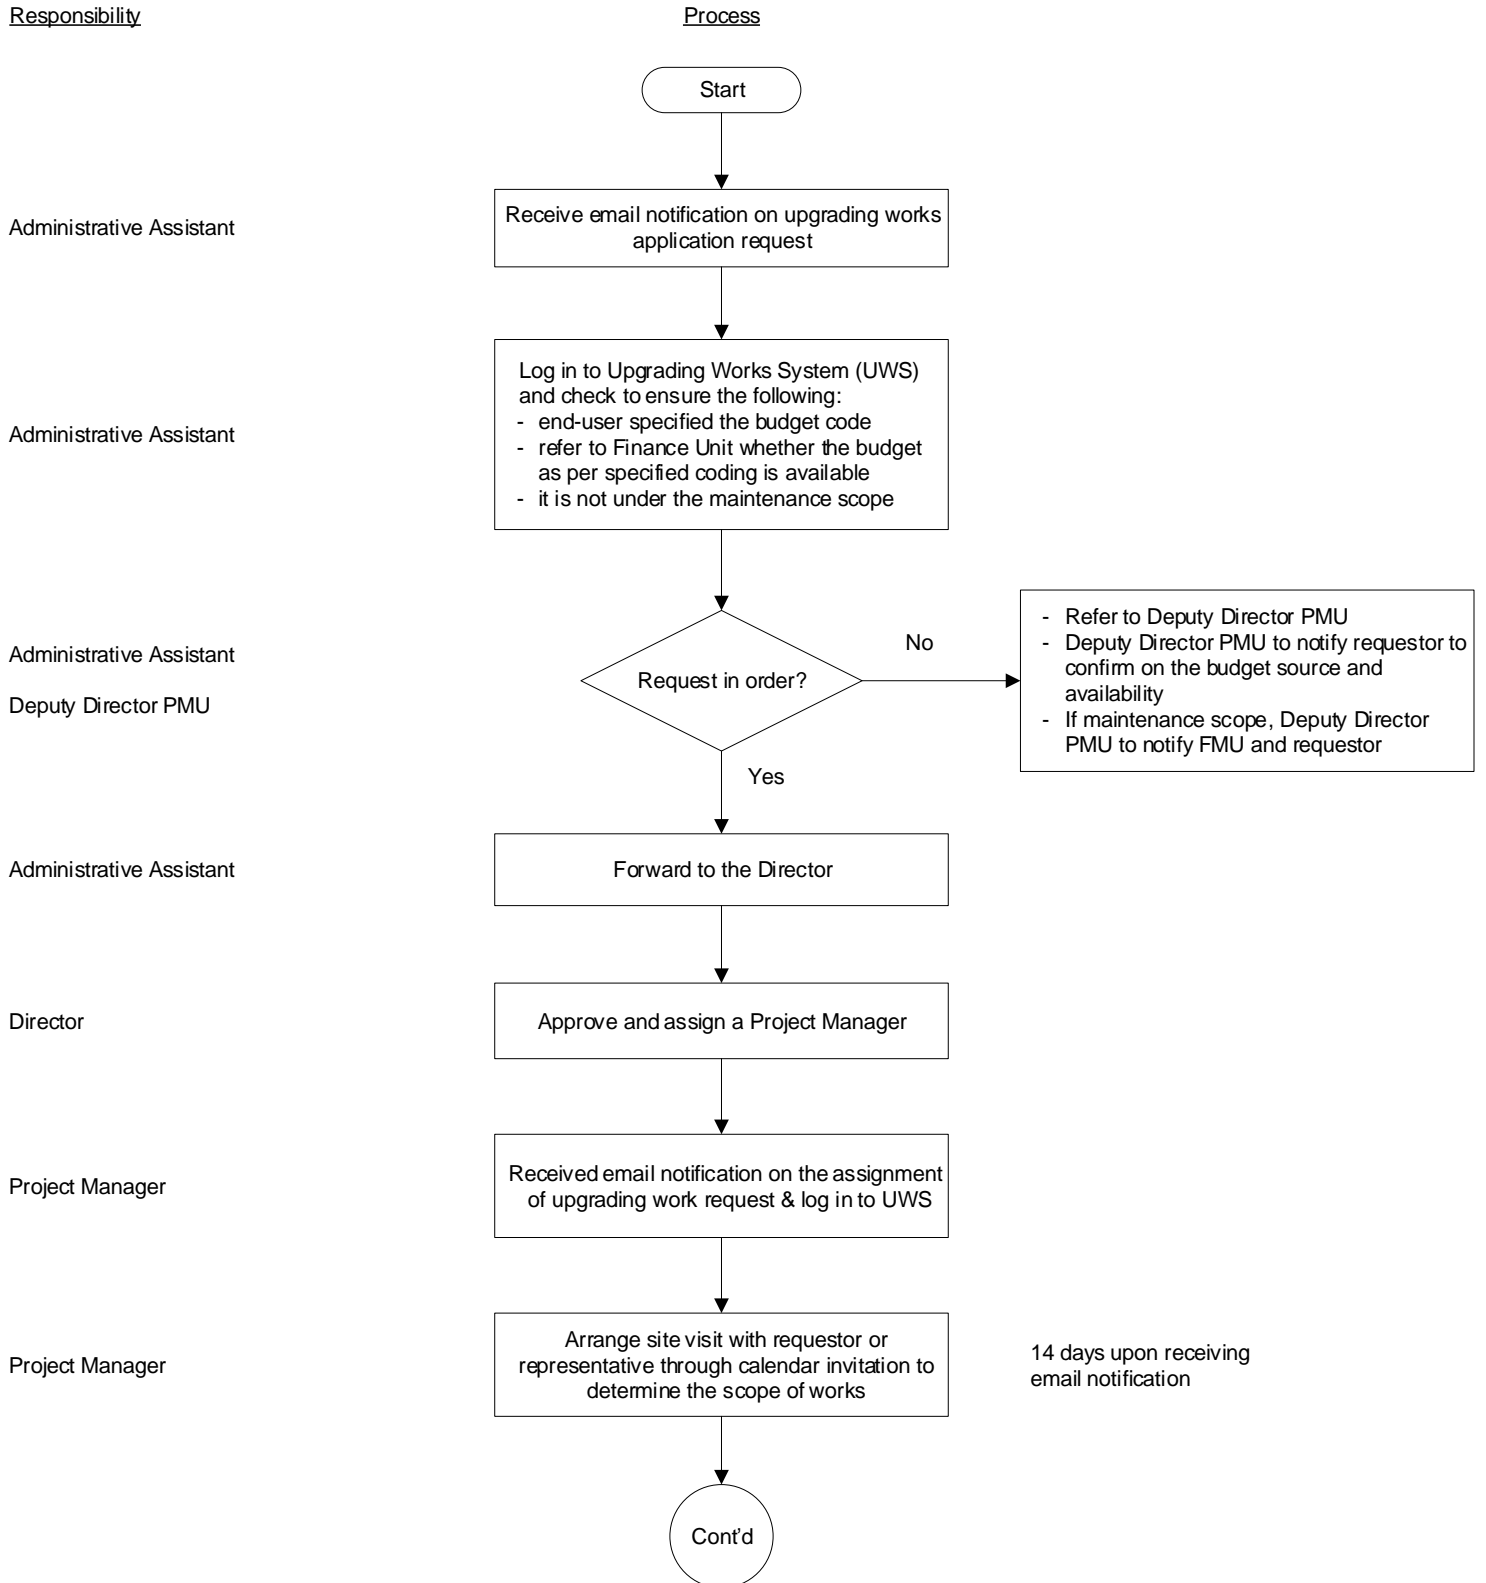 Responsibility
Process
Start
Administrative Assistant
Receive email notification on upgrading works
application request
Administrative Assistant
Log in to Upgrading Works System (UWS)
and check to ensure the following:
- end-user specified the budget code
- refer to Finance Unit whether the budget
as per specified coding is available
- it is not under the maintenance scope
Administrative Assistant
Deputy Director PMU
Request in order?
No
- Refer to Deputy Director PMU
- Deputy Director PMU to notify requestor to
confirm on the budget source and
availability
- If maintenance scope, Deputy Director
PMU to notify FMU and requestor
Yes
Administrative Assistant
Forward to the Director
Director
Approve and assign a Project Manager
Project Manager
Received email notification on the assignment
of upgrading work request & log in to UWS
Project Manager
Arrange site visit with requestor or
representative through calendar invitation to
determine the scope of works
14 days upon receiving
email notification
Cont'd